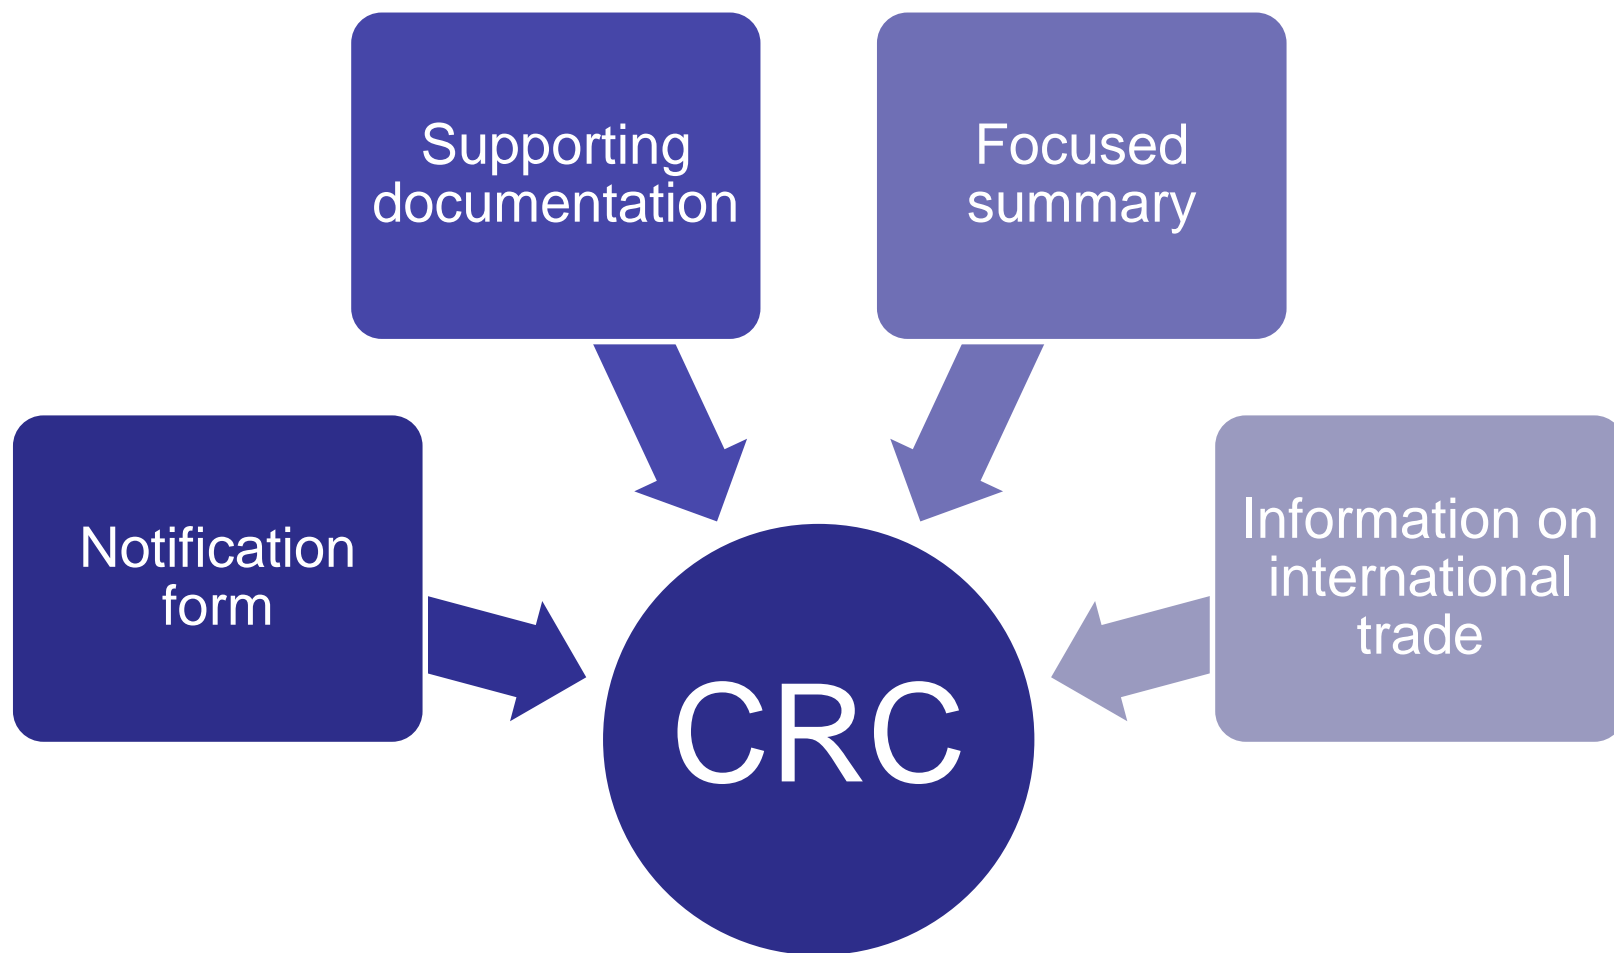 Supporting
documentation
Focused
summary
Notification
form
Information on
international
trade
CRC